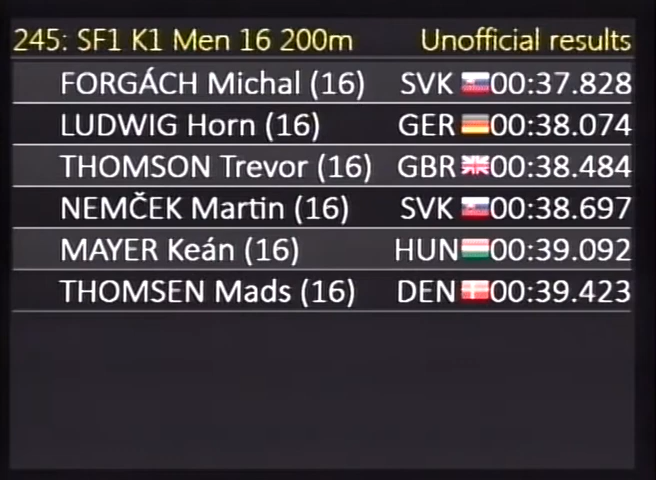 245: SF1 K1 Men 16 200m Unofficial results
FORGÁCH Michal (16) SVK 00:37.828
LUDWIG Horn (16) GER 00:38.074
THOMSON Trevor (16) GBR 00:38.484
NEMČEK Martin (16) SVK 00:38.697
MAYER Keán (16) HUN 00:39.092
THOMSEN Mads (16) DEN 00:39.423